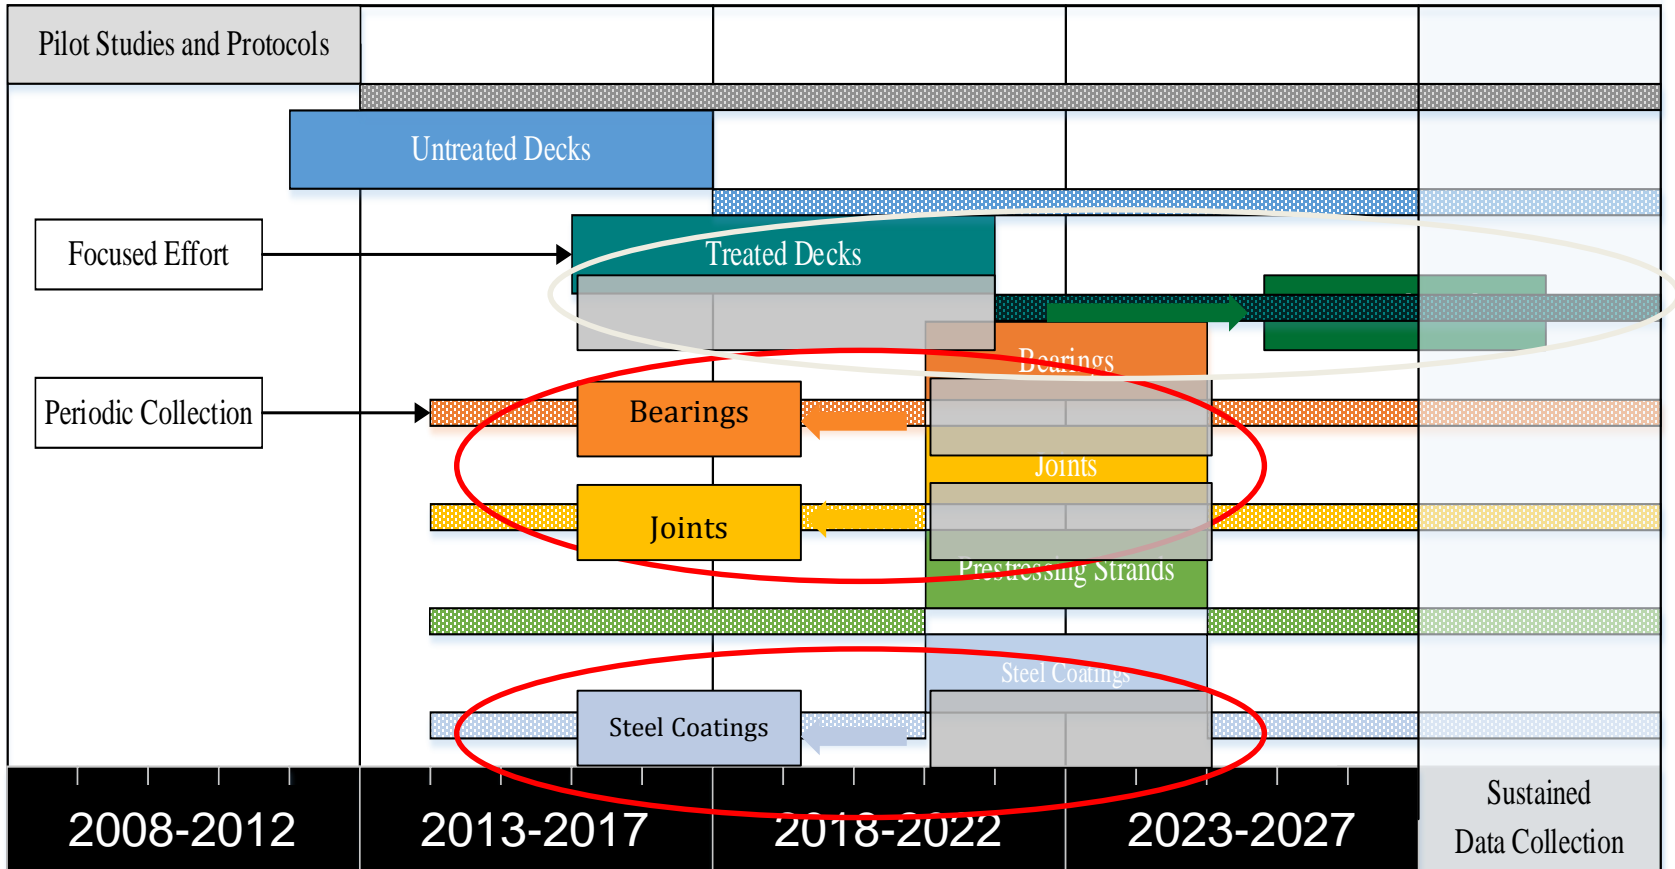 Pilot Studies and Protocols
Untreated Decks
Focused Effort
Treated Decks
Bearings
Periodic Collection
Bearings
Joints
Joints
Prestressing Strands
Steel Coatings
Steel Coatings
2008-2012
2013-2017
2018-2022
2023-2027
Sustained
Data Collection